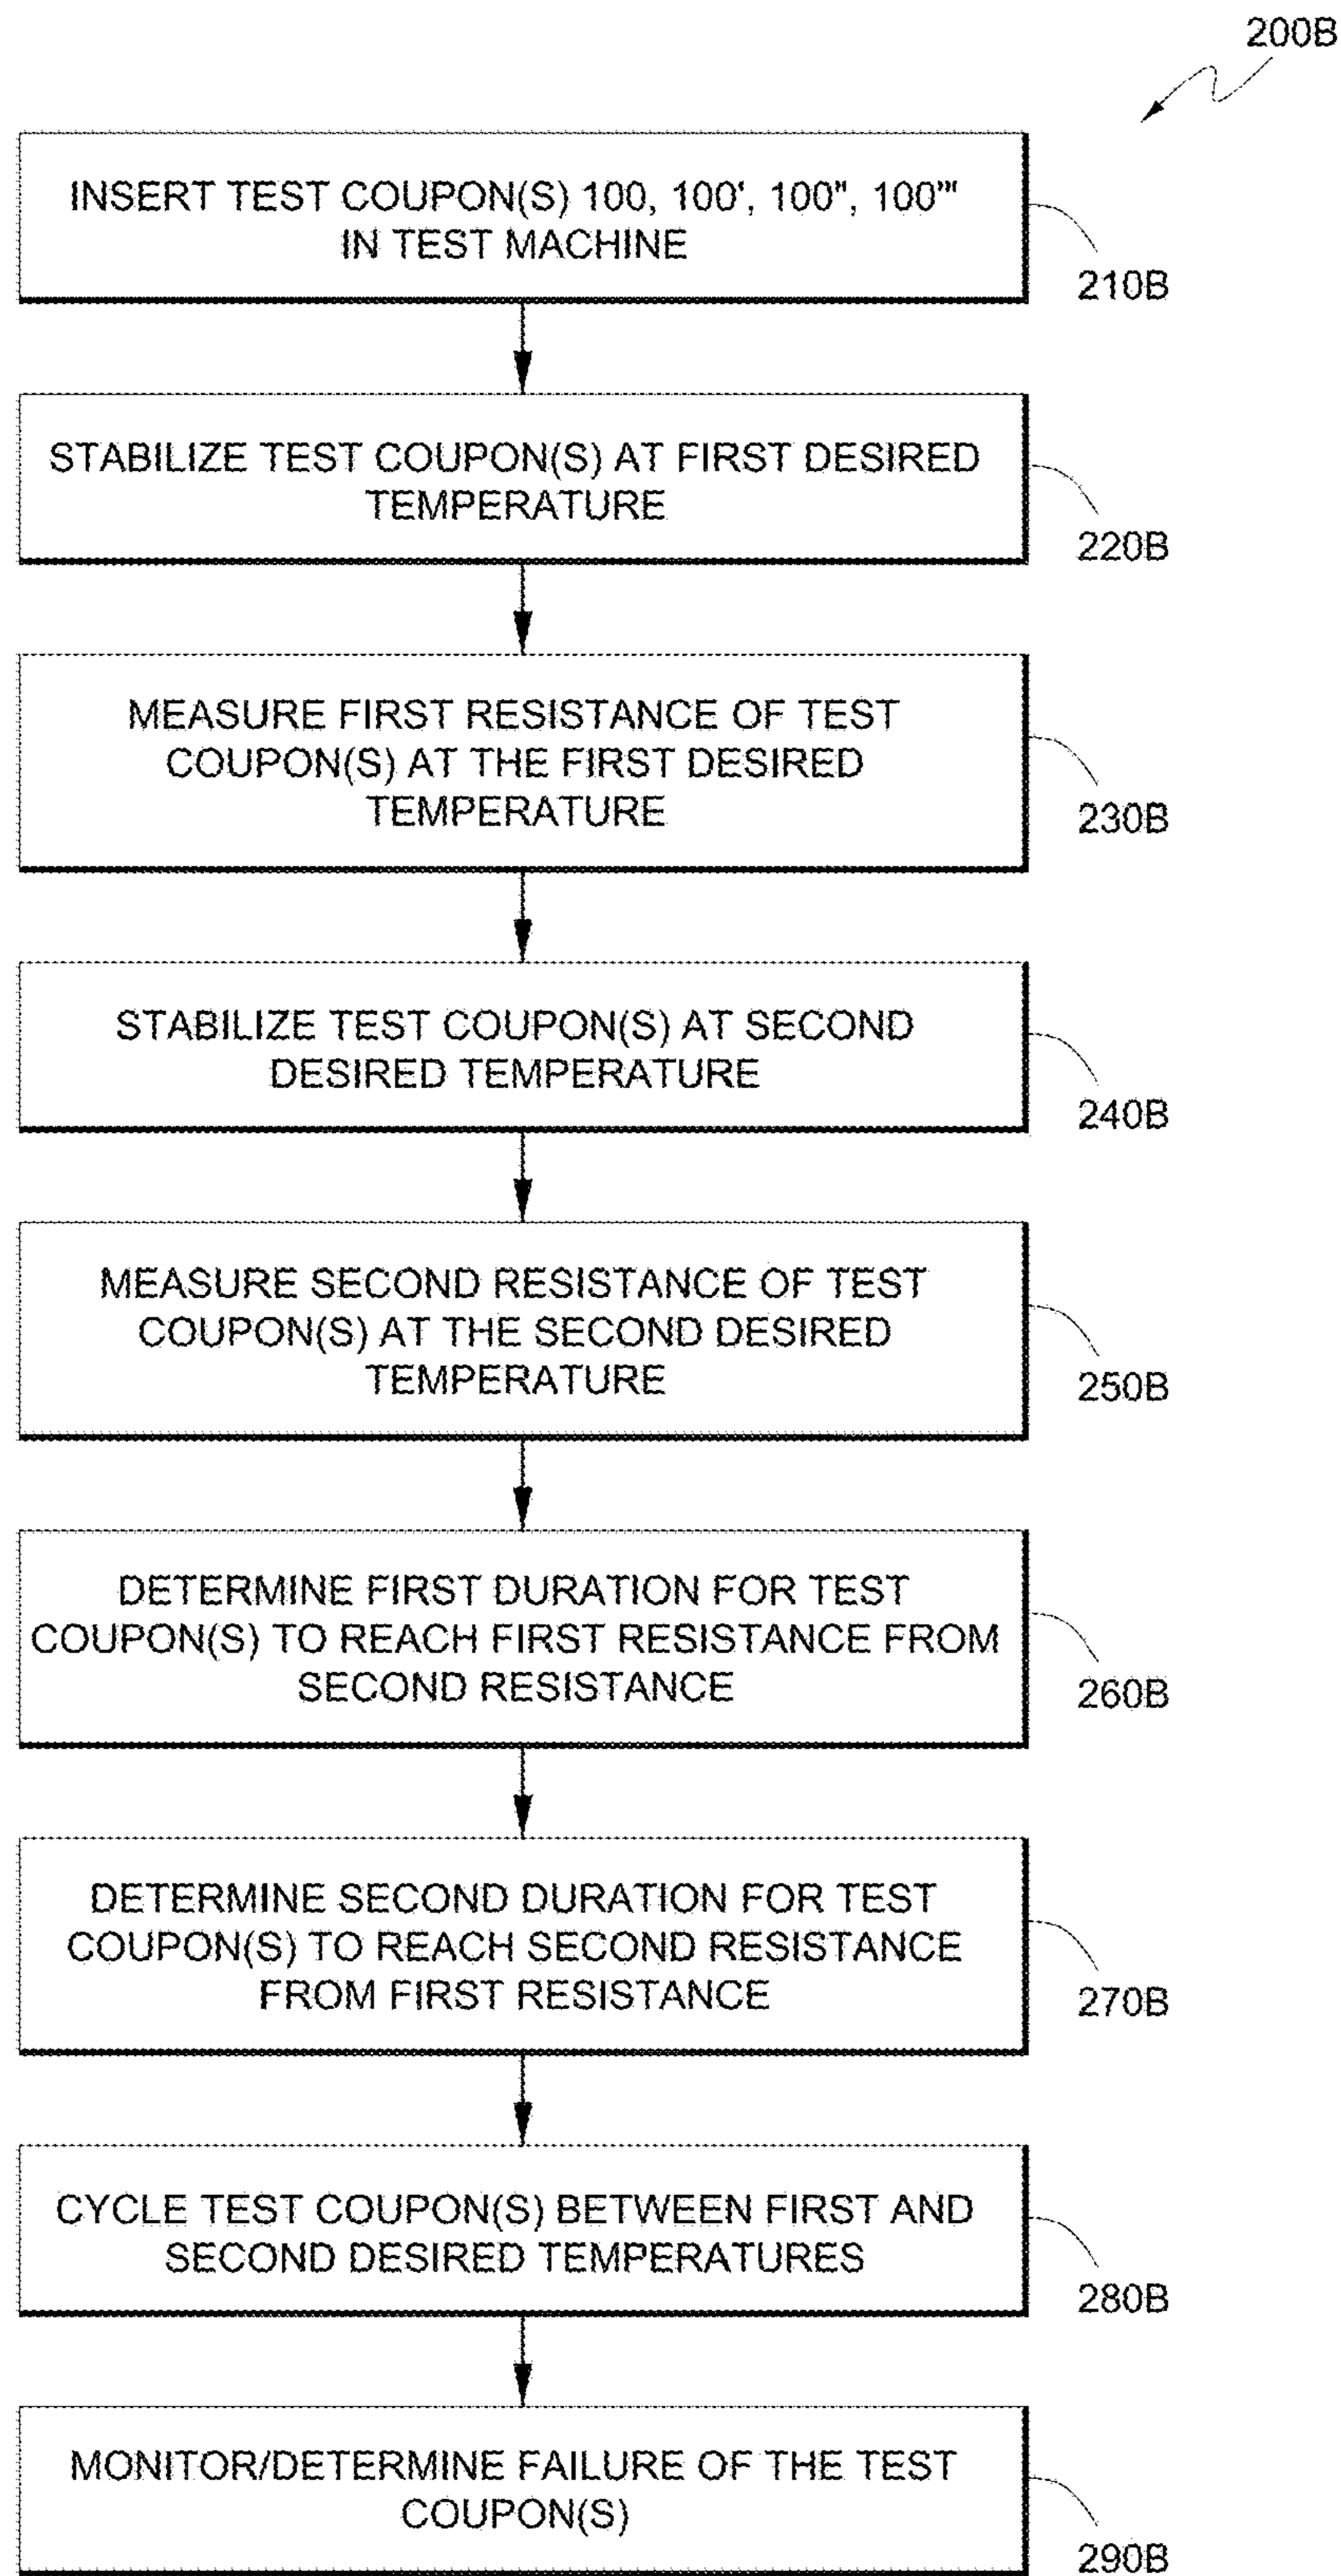 200B
INSERT TEST COUPON(S) 100, 100', 100", 100'"
IN TEST MACHINE
210B
STABILIZE TEST COUPON(S) AT FIRST DESIRED
TEMPERATURE
220B
MEASURE FIRST RESISTANCE OF TEST
COUPON(S) AT THE FIRST DESIRED
TEMPERATURE
230B
STABILIZE TEST COUPON(S) AT SECOND
DESIRED TEMPERATURE
240B
MEASURE SECOND RESISTANCE OF TEST
COUPON(S) AT THE SECOND DESIRED
TEMPERATURE
250B
DETERMINE FIRST DURATION FOR TEST
COUPON(S) TO REACH FIRST RESISTANCE FROM
SECOND RESISTANCE
260B
DETERMINE SECOND DURATION FOR TEST
COUPON(S) TO REACH SECOND RESISTANCE
FROM FIRST RESISTANCE
270B
CYCLE TEST COUPON(S) BETWEEN FIRST AND
SECOND DESIRED TEMPERATURES
280B
MONITOR/DETERMINE FAILURE OF THE TEST
COUPON(S)
290B